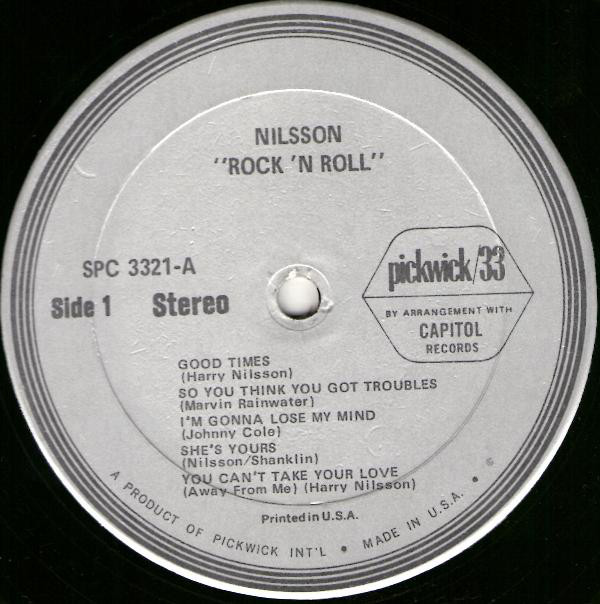 NILSSON
"ROCK 'N ROLL"
SPC 3321-A
Side 1 Stereo
pickwick/33
BY ARRANGEMENT WITH
CAPITOL
RECORDS
GOOD TIMES
(Harry Nilsson)
SO YOU THINK YOU GOT TROUBLES
(Marvin Rainwater)
I'M GONNA LOSE MY MIND
(Johnny Cole)
SHE'S YOURS
(Nilsson/Shanklin)
YOU CAN'T TAKE YOUR LOVE
(Away From Me) (Harry Nilsson)
Printed in U.S.A.
A PRODUCT OF PICKWICK INT'L • MADE IN U.S.A. •